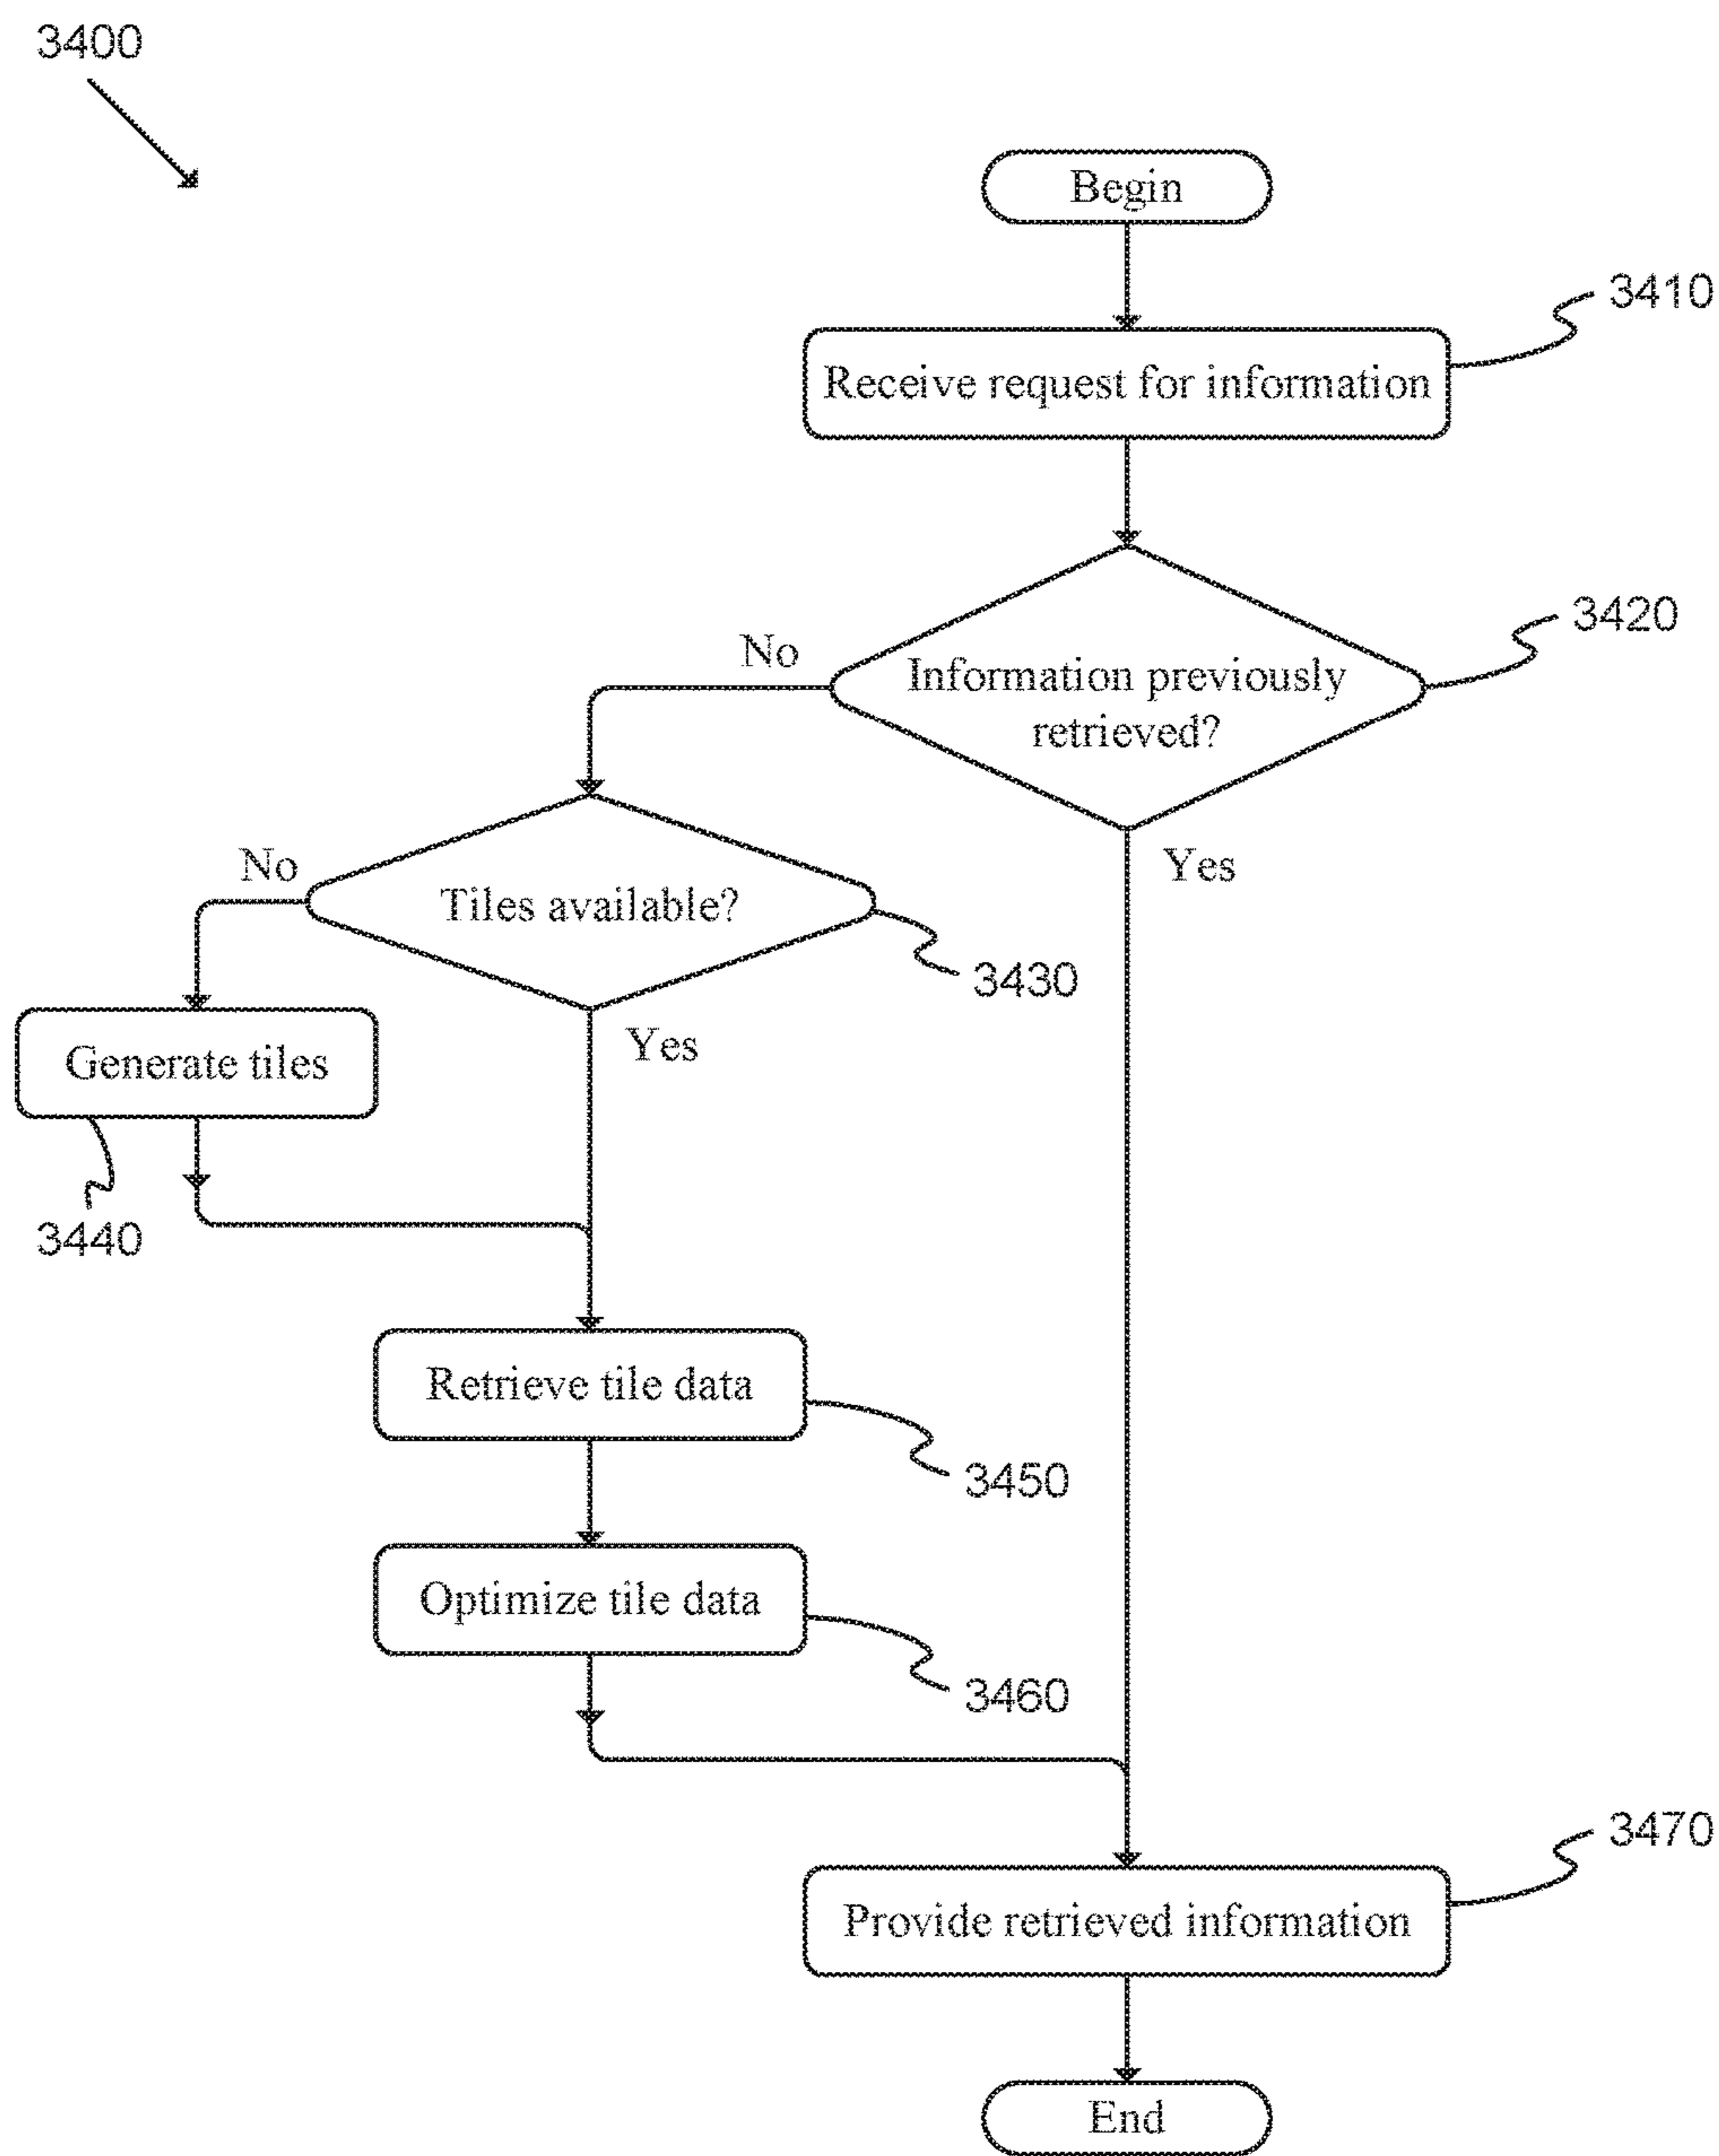 3400
Begin
3410
Receive request for information
3420
No
Information previously
retrieved?
Yes
No
Tiles available?
3430
Yes
Generate tiles
3440
Retrieve tile data
3450
Optimize tile data
3460
3470
Provide retrieved information
End